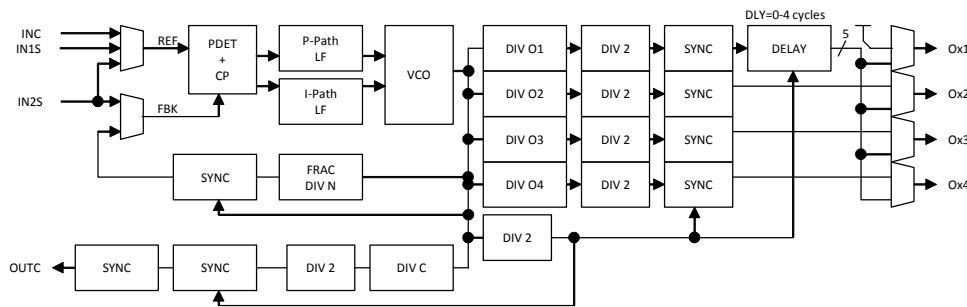 DLY=0-4 cycles
INC
IN1S
IN2S
REF
FBK
PDET
+
CP
P-Path
LF
I-Path
LF
VCO
DIV O1
DIV 2
SYNC
DELAY
5
Ox1
DIV O2
DIV 2
SYNC
Ox2
DIV O3
DIV 2
SYNC
Ox3
DIV O4
DIV 2
SYNC
Ox4
SYNC
FRAC
DIV N
DIV 2
OUTC
SYNC
SYNC
DIV 2
DIV C